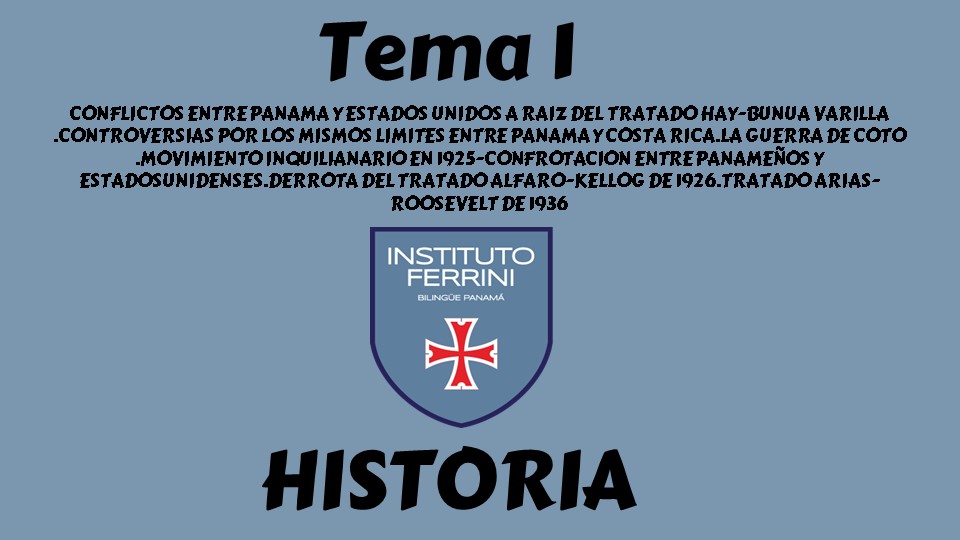 Tema 1
CONFLICTOS ENTRE PANAMA Y ESTADOS UNIDOS A RAIZ DEL TRATADO HAY-BUNUA VARILLA
.CONTROVERSIAS POR LOS MISMOS LIMITES ENTRE PANAMA Y COSTA RICA.LA GUERRA DE COTO
.MOVIMIENTO INQUILIANARIO EN 1925-CONFROTACION ENTRE PANAMEÑOS Y
ESTADOSUNIDENSES.DERROTA DEL TRATADO ALFARO-KELLOG DE 1926.TRATADO ARIAS-
ROOSEVELT DE 1936
INSTITUTO
FERRINI
BILINGÜE PANAMÁ
HISTORIA